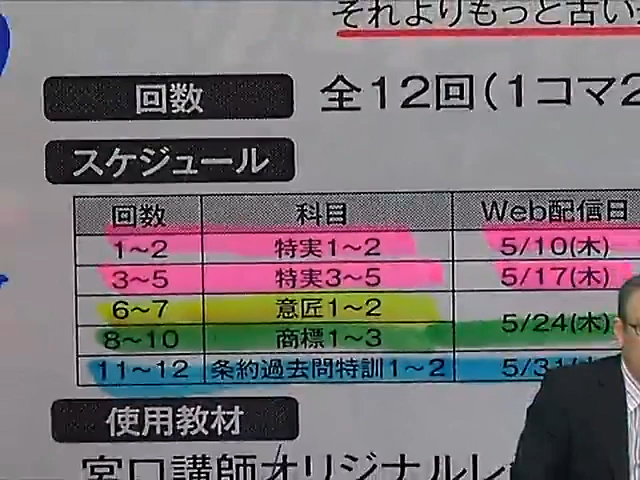 それよりもっと古い
回数 全12回(1コマ2
スケジュール
回数 科目 Web配信日
1～2 特実1～2 5/10(木)
3～5 特実3～5 5/17(木)
6～7 意匠1～2 5/24(木)
8～10 商標1～3
11～12 条約過去問特訓1～2 5/31
使用教材
宮口講師オリジナルレ